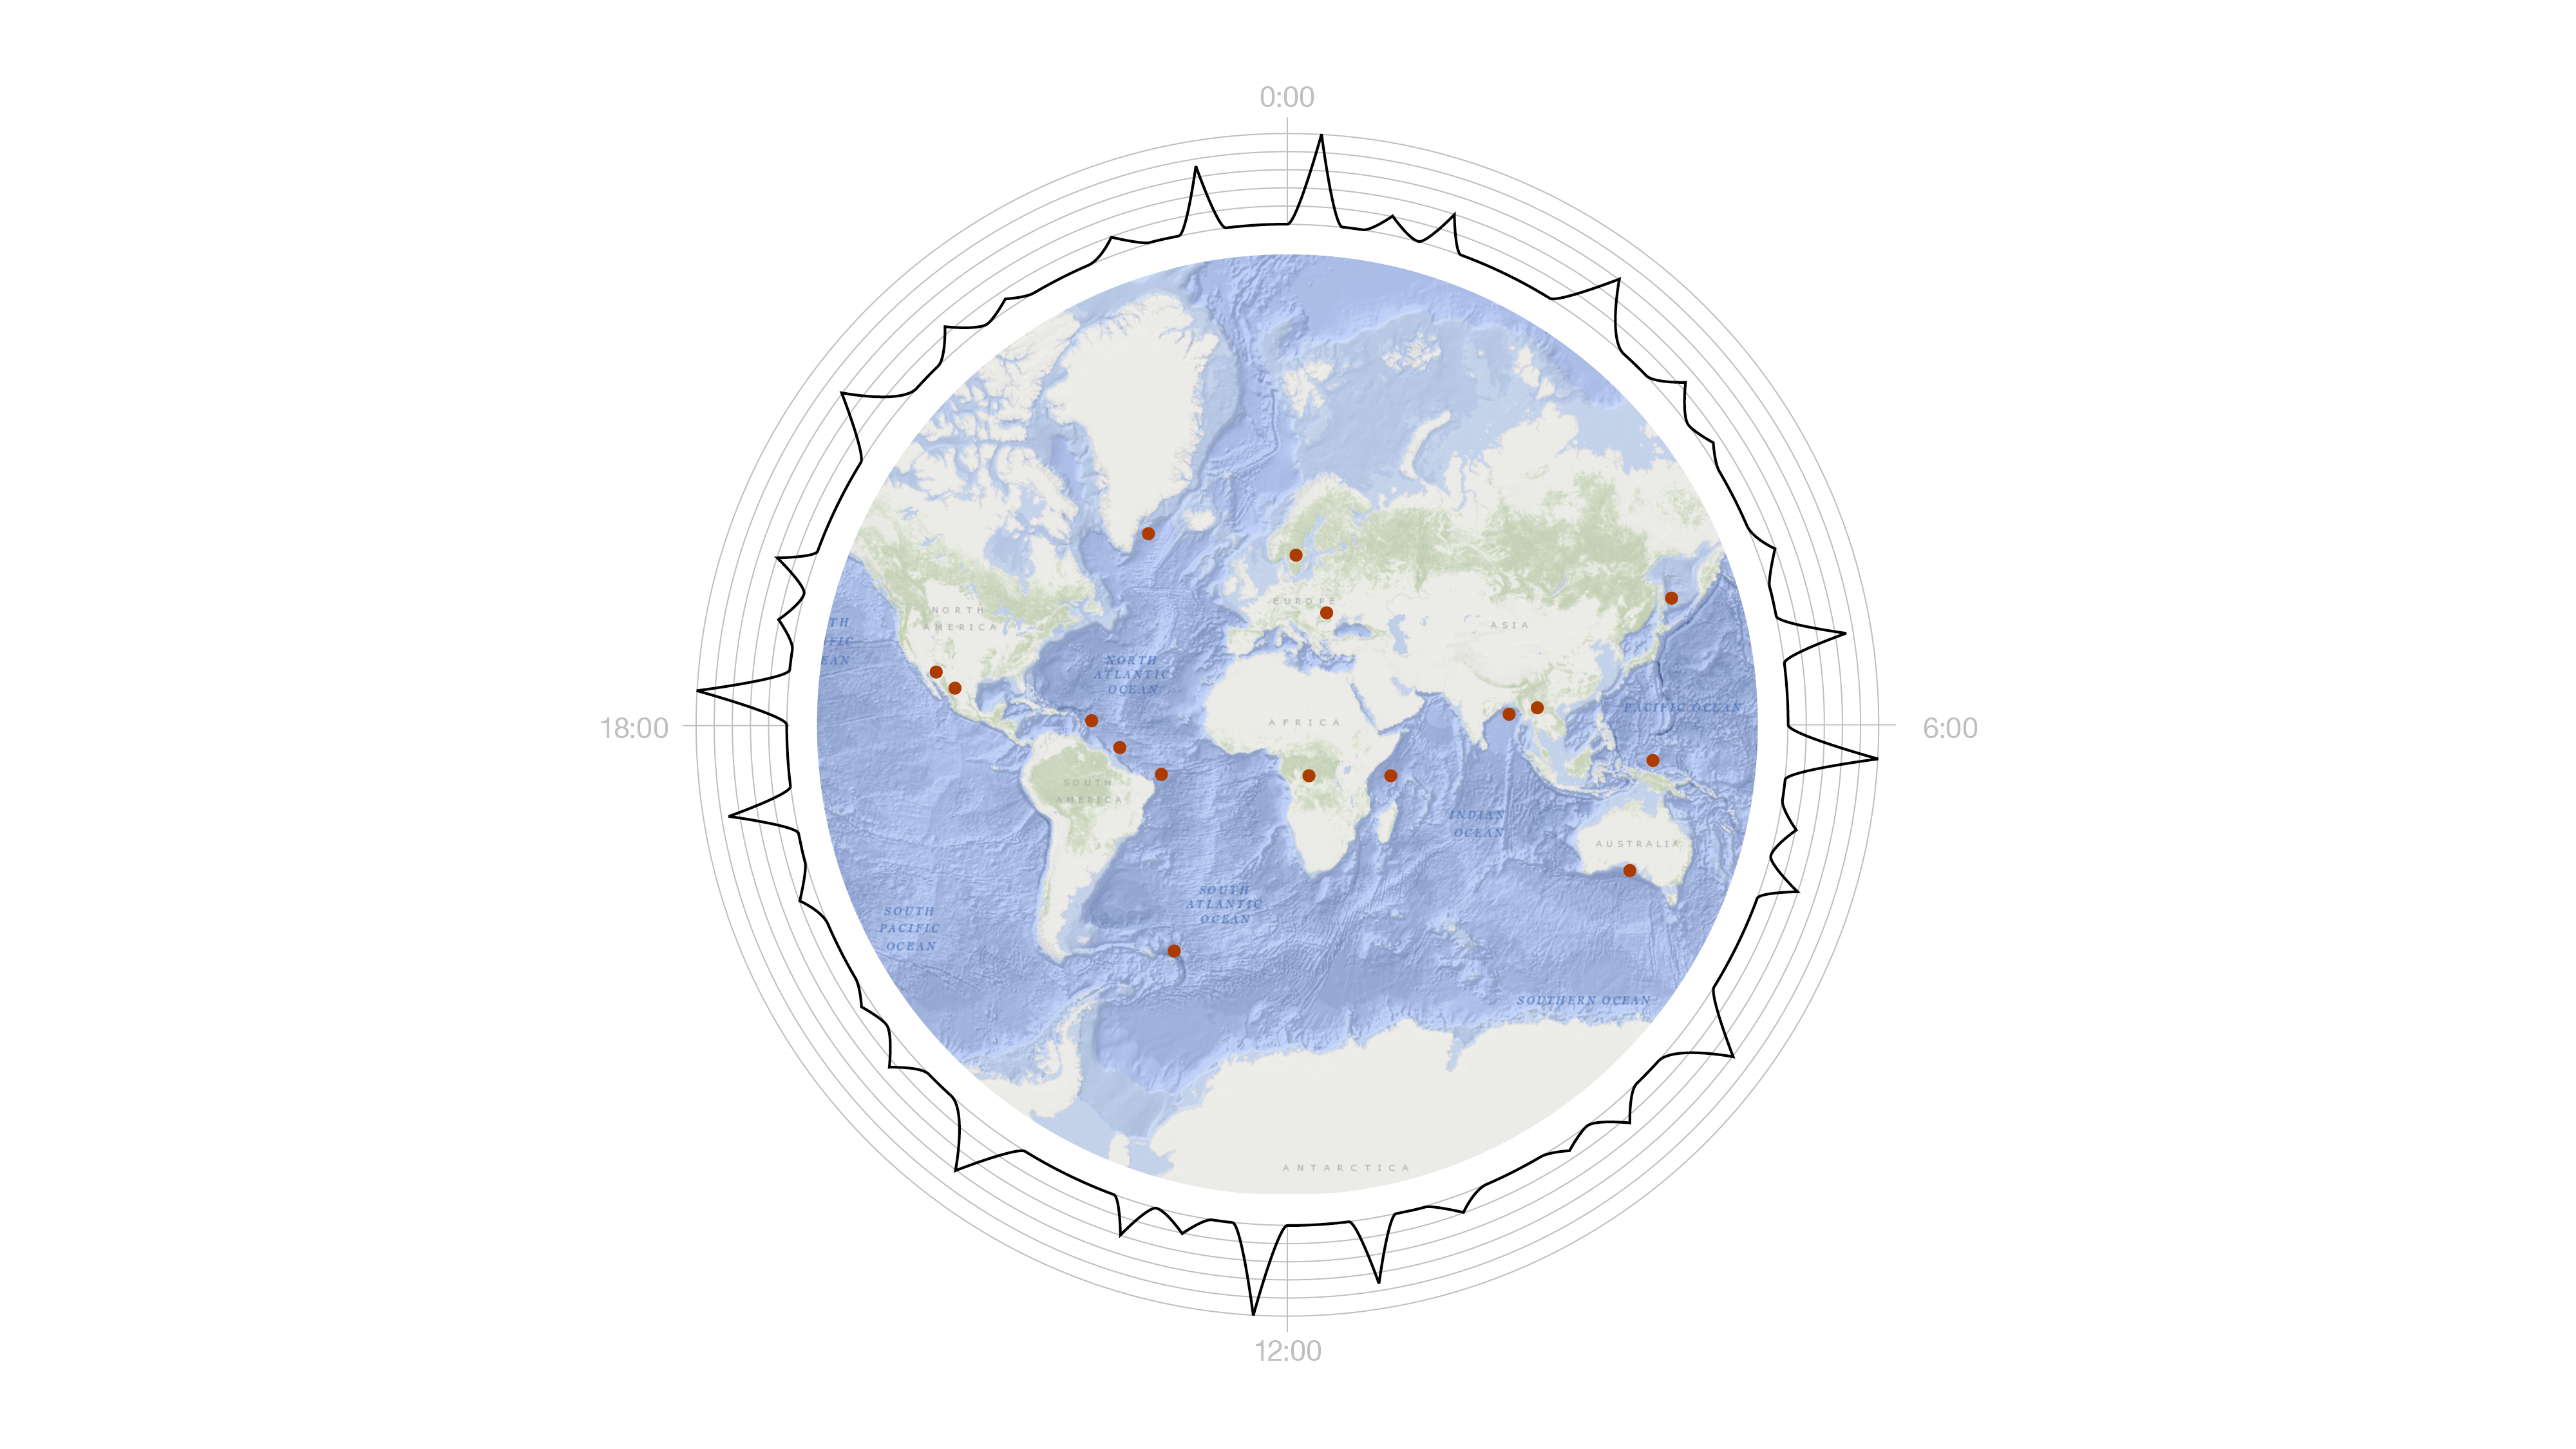 0:00
NORTH
AMERICA
EUROPE
ASIA
TH
FIC
EAN
NORTH
ATLANTIC
OCEAN
PACIFIC OCEAN
AFRICA
18:00
6:00
SOUTH
AMERICA
INDIAN
OCEAN
AUSTRALIA
SOUTH
ATLANTIC
OCEAN
SOUTH
PACIFIC
OCEAN
SOUTHERN OCEAN
ANTARCTICA
12:00